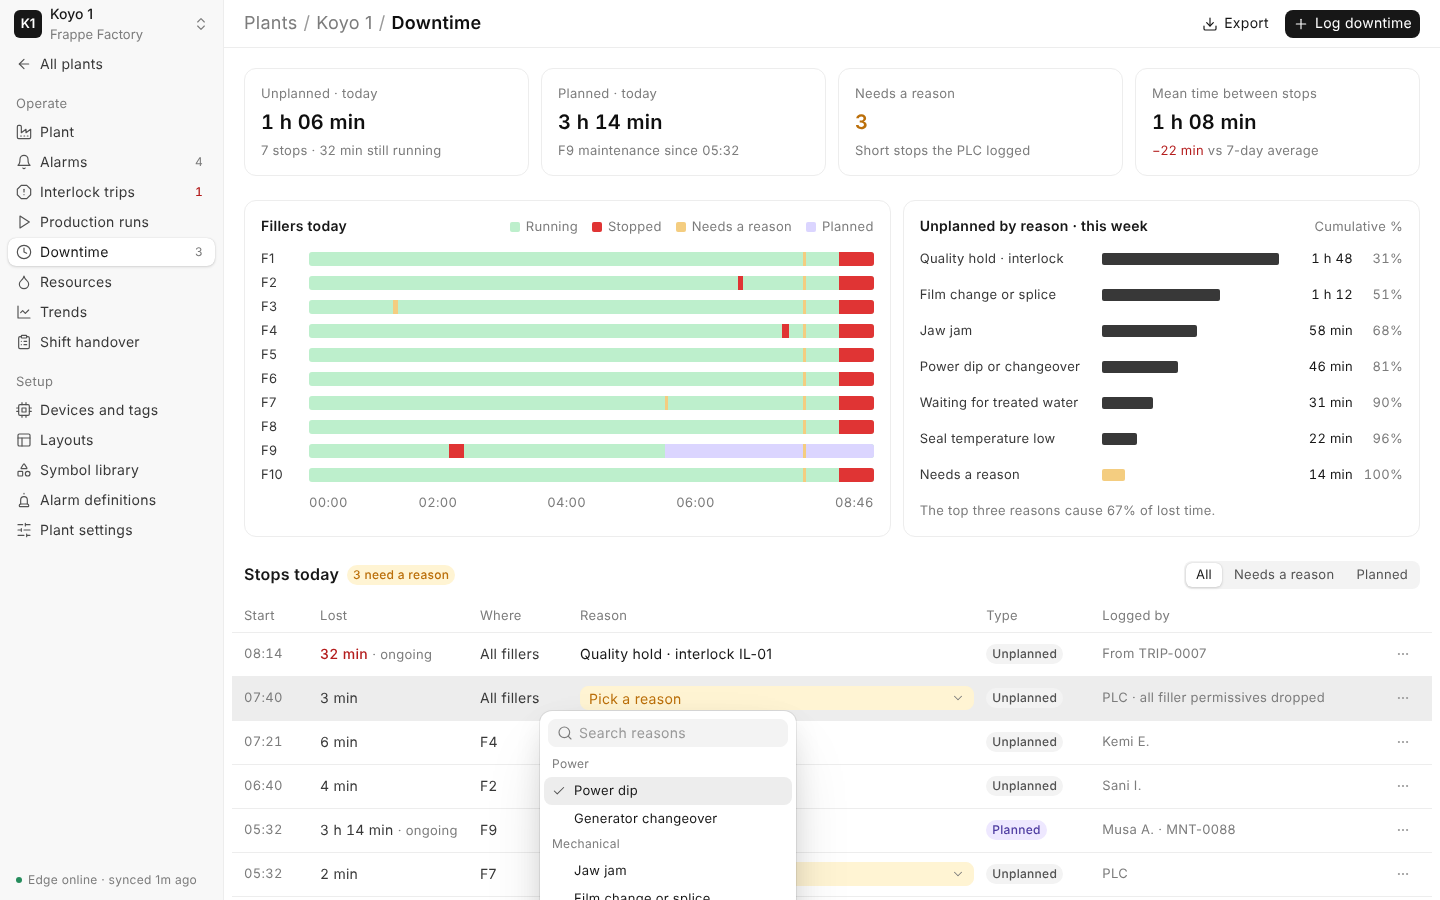 K1
Koyo 1
Frappe Factory
All plants
Operate
Plant
Alarms 4
Interlock trips 1
Production runs
Downtime 3
Resources
Trends
Shift handover
Setup
Devices and tags
Layouts
Symbol library
Alarm definitions
Plant settings
Edge online · synced 1m ago
Plants / Koyo 1 / Downtime
Export
Log downtime
Unplanned · today
1 h 06 min
7 stops · 32 min still running
Planned · today
3 h 14 min
F9 maintenance since 05:32
Needs a reason
3
Short stops the PLC logged
Mean time between stops
1 h 08 min
−22 min vs 7-day average
Fillers today
Running Stopped Needs a reason Planned
F1
F2
F3
F4
F5
F6
F7
F8
F9
F10
00:00 02:00 04:00 06:00 08:46
Unplanned by reason · this week Cumulative %
Quality hold · interlock 1 h 48 31%
Film change or splice 1 h 12 51%
Jaw jam 58 min 68%
Power dip or changeover 46 min 81%
Waiting for treated water 31 min 90%
Seal temperature low 22 min 96%
Needs a reason 14 min 100%
The top three reasons cause 67% of lost time.
Stops today 3 need a reason
All Needs a reason Planned
Start Lost Where Reason Type Logged by
08:14 32 min · ongoing All fillers Quality hold · interlock IL-01 Unplanned From TRIP-0007
07:40 3 min All fillers Pick a reason Unplanned PLC · all filler permissives dropped
07:21 6 min F4 Unplanned Kemi E.
06:40 4 min F2 Unplanned Sani I.
05:32 3 h 14 min · ongoing F9 Planned Musa A. · MNT-0088
05:32 2 min F7 Unplanned PLC
Search reasons
Power
Power dip
Generator changeover
Mechanical
Jaw jam
Film change or splice